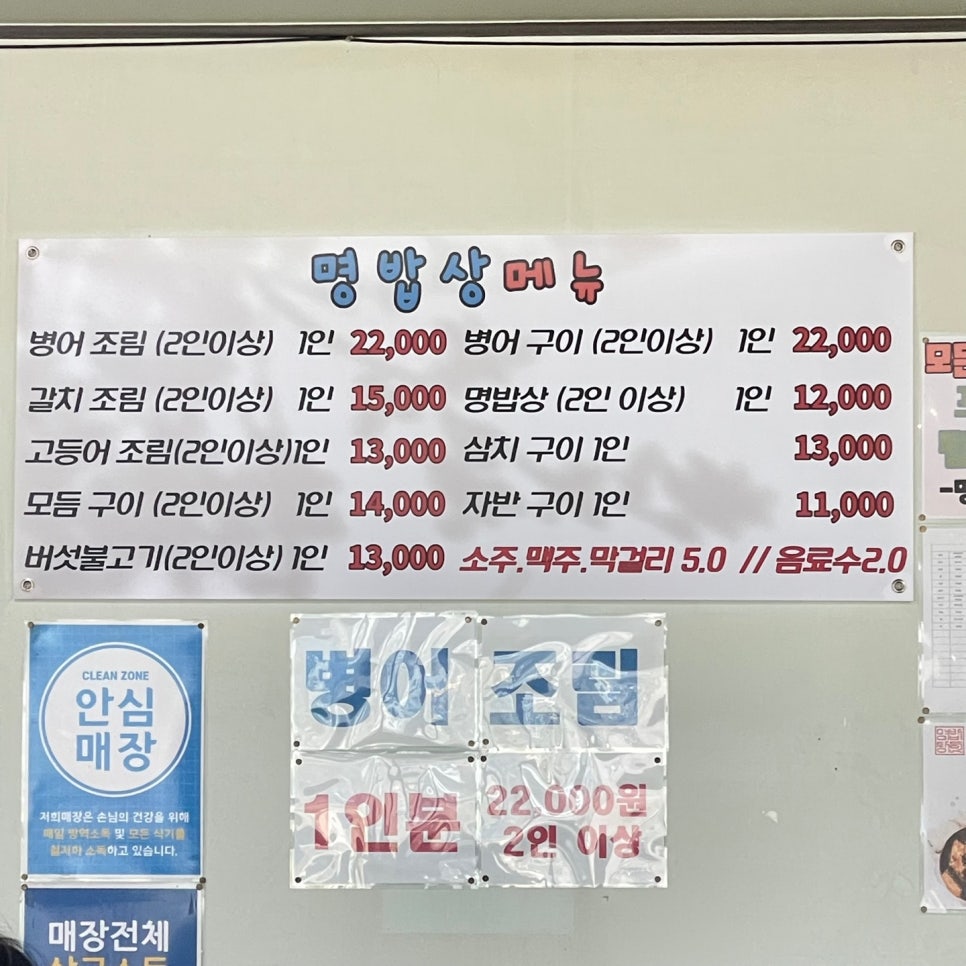 명밥상메뉴
병어 조림 (2인이상) 1인 22,000
갈치 조림 (2인이상) 1인 15,000
고등어 조림(2인이상)1인 13,000
모듬 구이 (2인이상) 1인 14,000
버섯불고기(2인이상) 1인 13,000
병어 구이 (2인이상) 1인 22,000
명밥상 (2인 이상) 1인 12,000
삼치 구이 1인 13,000
자반 구이 1인 11,000
소주.맥주.막걸리 5.0 // 음료수2.0
CLEAN ZONE
안심
매장
저희매장은 손님의 건강을 위해
매일 방역소독 및 모든 식기를
철저히 소독하고 있습니다.
매장전체
병어 조림
1인분
22,000원
2인 이상